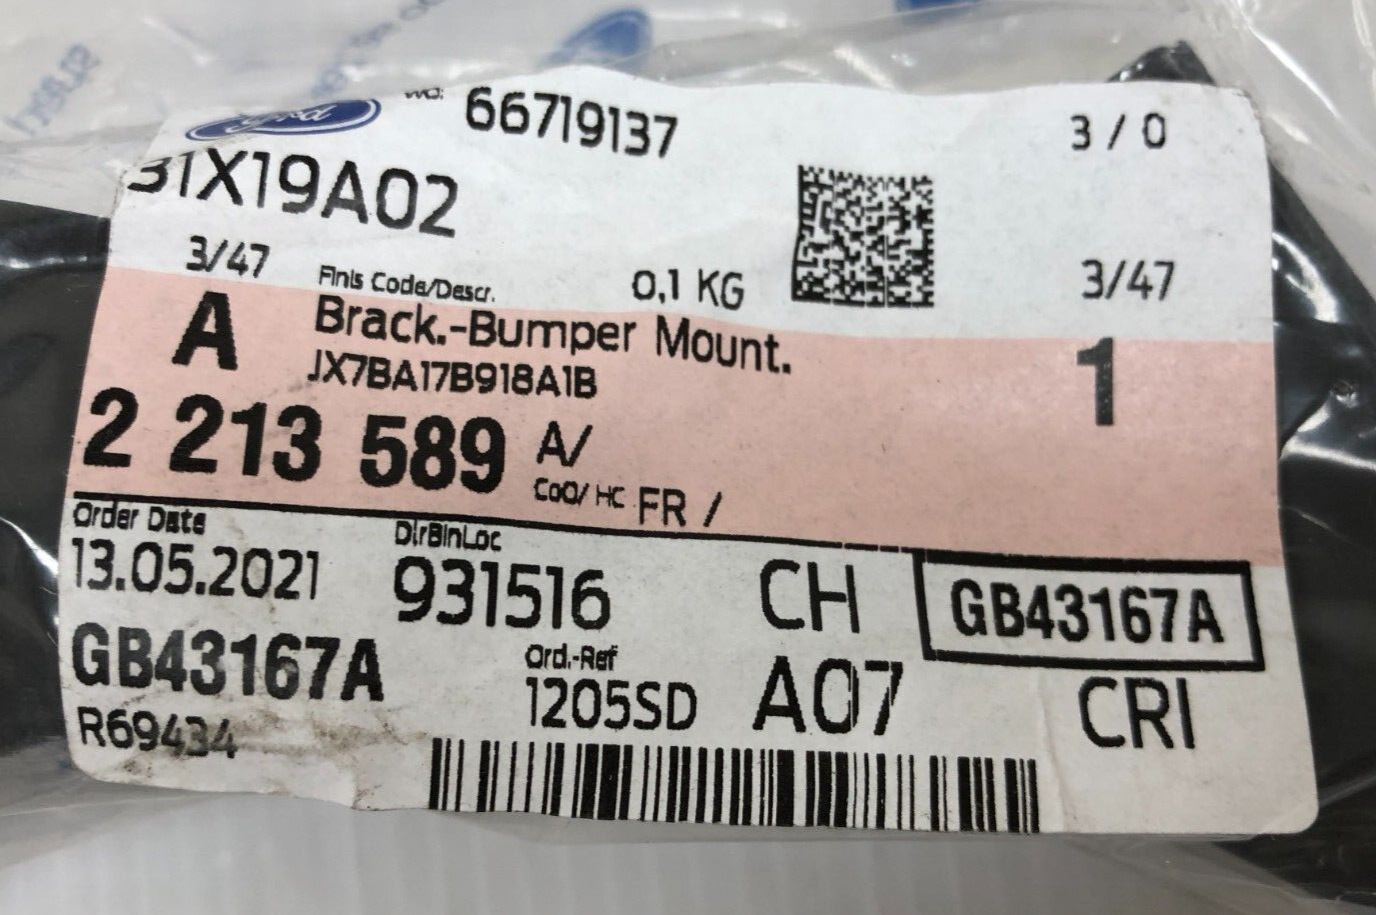 Ford
WO: 66719137
3 / 0
31X19A02
3/47
Finis Code/Descr.
0,1 KG
3/47
A
Brack.-Bumper Mount.
1
JX7BA17B918A1B
2 213 589 A/
CoO/ HC FR /
Order Date
DirBinLoc
13.05.2021
931516
CH
GB43167A
GB43167A
Ord.-Ref
1205SD
A07
CRI
R69434